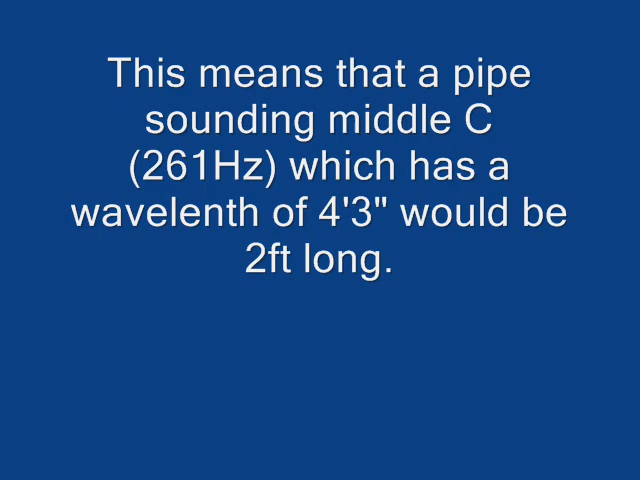 This means that a pipe
sounding middle C
(261Hz) which has a
wavelenth of 4'3" would be
2ft long.